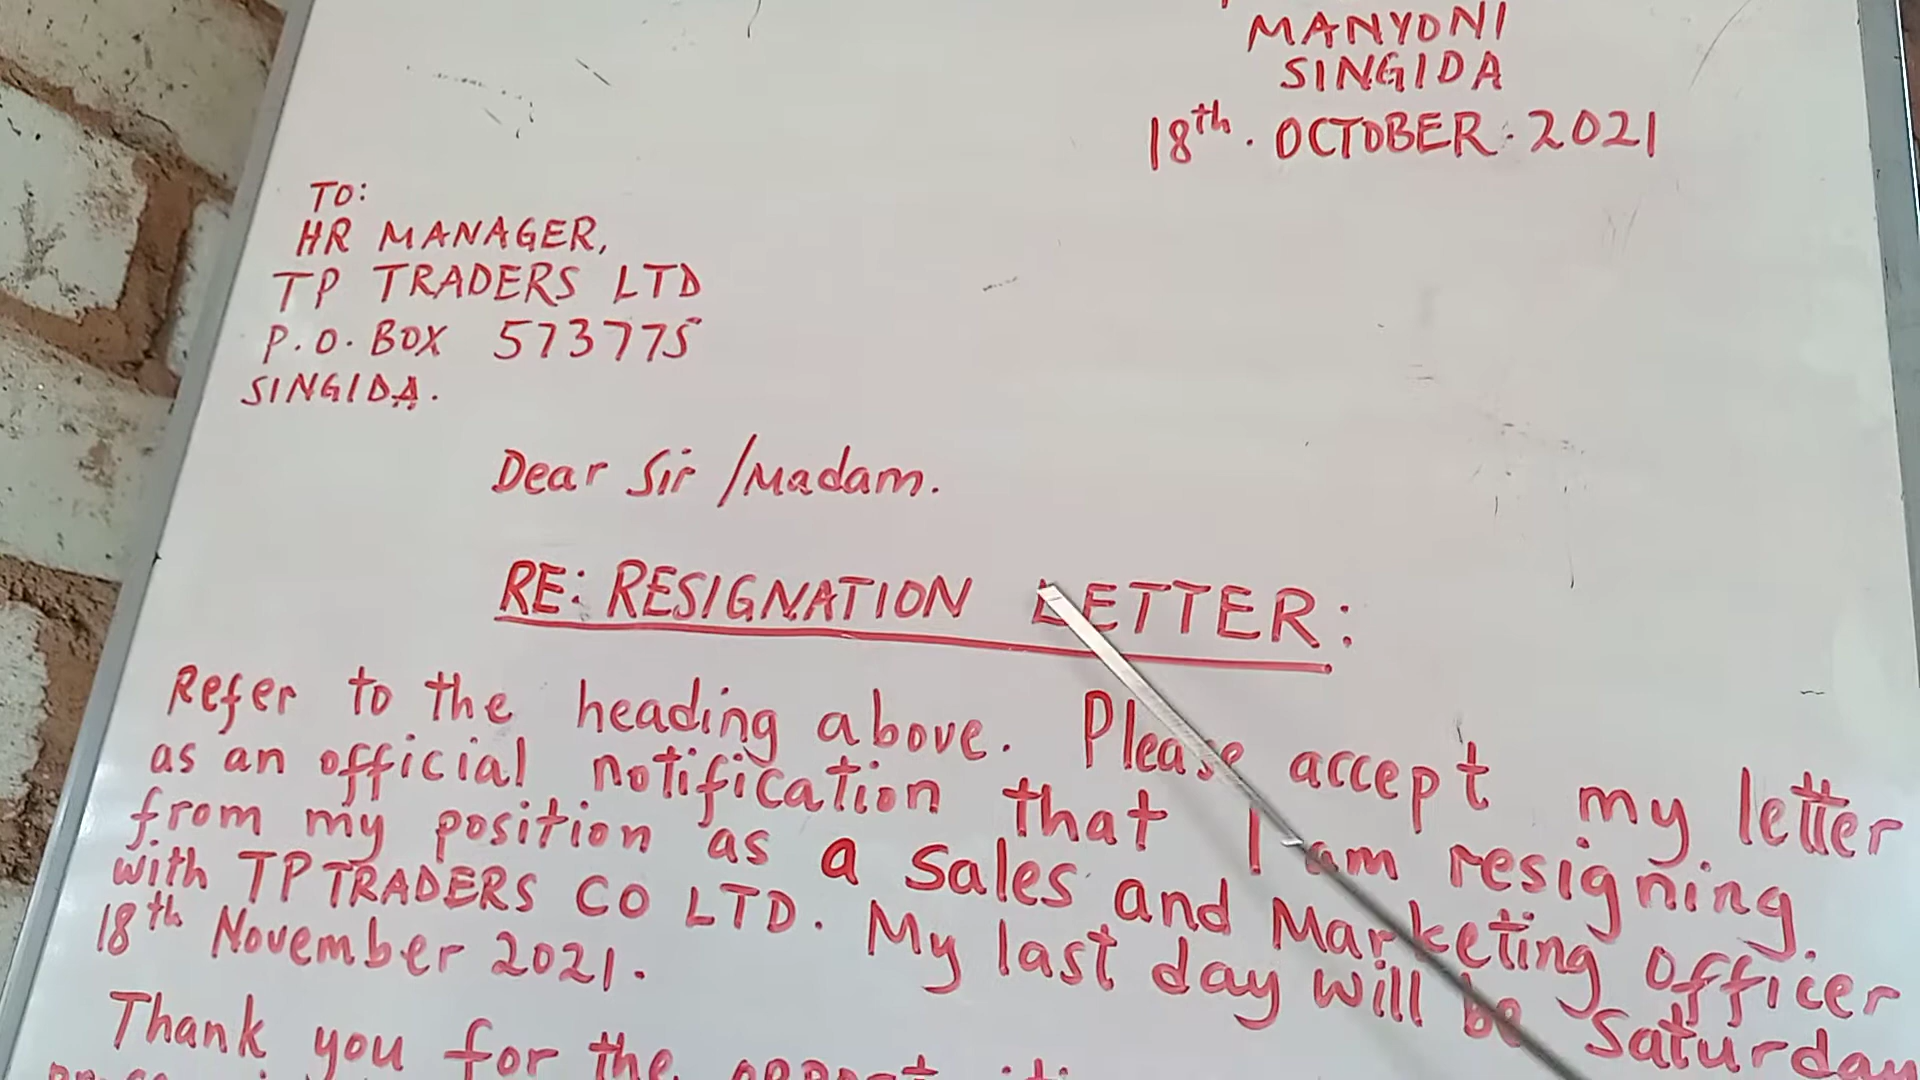 MANYONI
SINGIDA
18th. OCTOBER. 2021
TO:
HR MANAGER,
TP TRADERS LTD
P.O. BOX 573775
SINGIDA.
Dear Sir /Madam.
RE: RESIGNATION LETTER:
Refer to the heading above. Please accept my letter
as an official notification that I am resigning.
from my position as a Sales and Marketing officer
with TP TRADERS CO LTD. My last day will be Saturday
18th November 2021.
Thank you for the